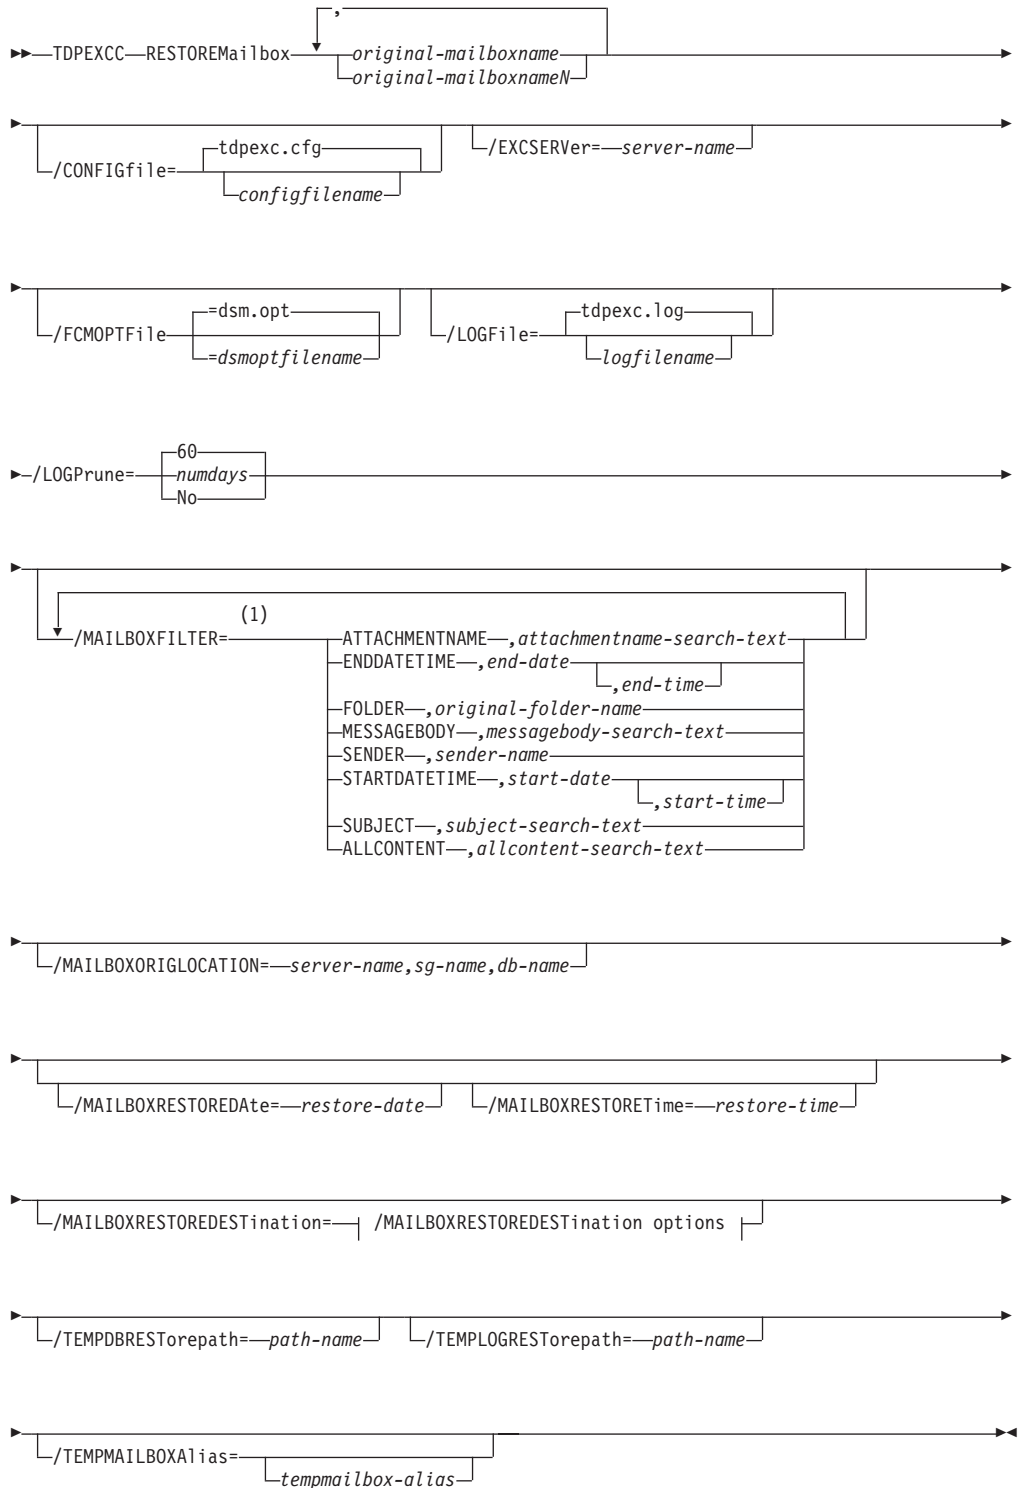 ,
TDPEXCC RESTOREMailbox original-mailboxname
original-mailboxnameN
/CONFIGfile= tdpexc.cfg
configfilename
/EXCSERVer= server-name
/FCMOPTFile =dsm.opt
=dsmoptfilename
/LOGFile= tdpexc.log
logfilename
/LOGPrune= 60
numdays
No
(1)
/MAILBOXFILTER= ATTACHMENTNAME ,attachmentname-search-text
ENDDATETIME ,end-date
,end-time
FOLDER ,original-folder-name
MESSAGEBODY ,messagebody-search-text
SENDER ,sender-name
STARTDATETIME ,start-date
,start-time
SUBJECT ,subject-search-text
ALLCONTENT ,allcontent-search-text
/MAILBOXORIGLOCATION= server-name,sg-name,db-name
/MAILBOXRESTOREDAte= restore-date /MAILBOXRESTORETime= restore-time
/MAILBOXRESTOREDESTination= /MAILBOXRESTOREDESTination options
/TEMPDBRESTorepath= path-name /TEMPLOGRESTorepath= path-name
/TEMPMAILBOXAlias=
tempmailbox-alias